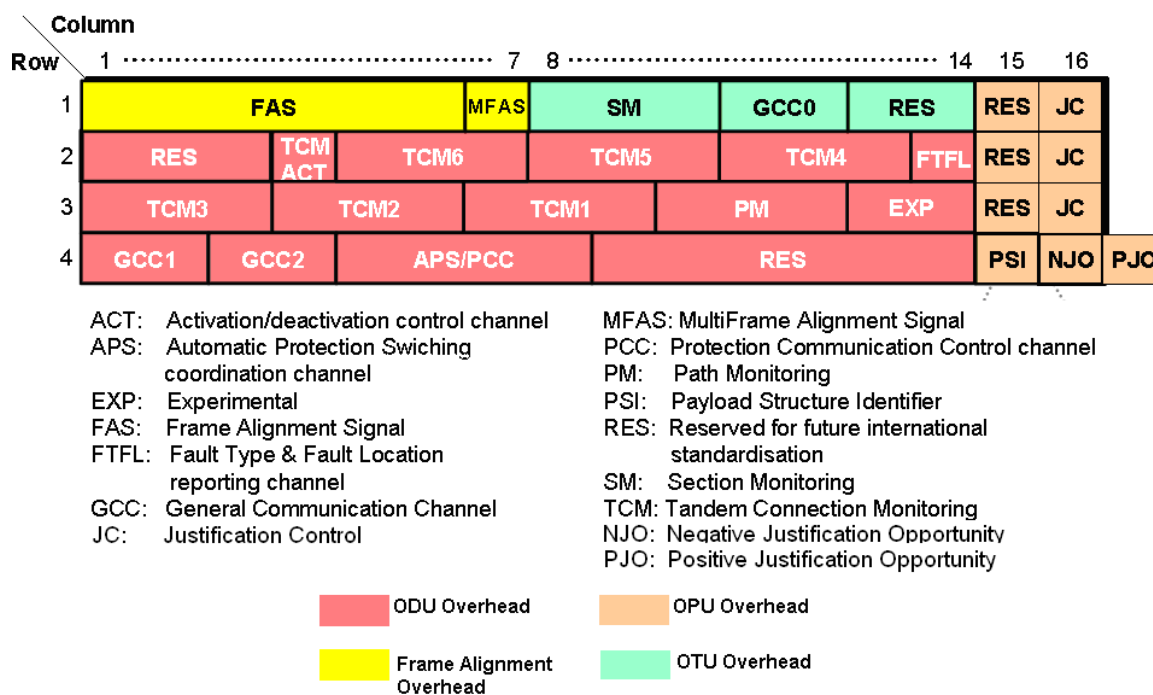 Column
Row 1 7 8 14 15 16
1 FAS MFAS SM GCC0 RES RES JC
2 RES TCM ACT TCM6 TCM5 TCM4 FTFL RES JC
3 TCM3 TCM2 TCM1 PM EXP RES JC
4 GCC1 GCC2 APS/PCC RES PSI NJO PJO
ACT: Activation/deactivation control channel
APS: Automatic Protection Swiching
coordination channel
EXP: Experimental
FAS: Frame Alignment Signal
FTFL: Fault Type & Fault Location
reporting channel
GCC: General Communication Channel
JC: Justification Control
MFAS: MultiFrame Alignment Signal
PCC: Protection Communication Control channel
PM: Path Monitoring
PSI: Payload Structure Identifier
RES: Reserved for future international
standardisation
SM: Section Monitoring
TCM: Tandem Connection Monitoring
NJO: Negative Justification Opportunity
PJO: Positive Justification Opportunity
ODU Overhead
OPU Overhead
Frame Alignment
Overhead
OTU Overhead